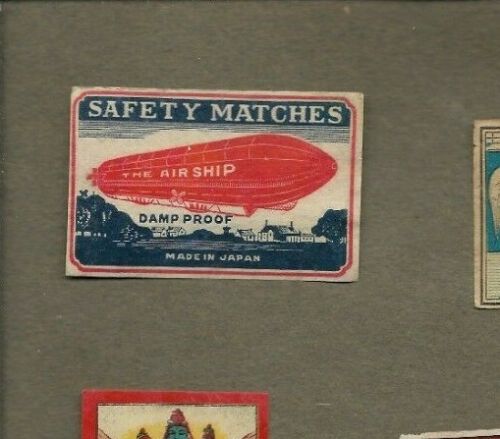 SAFETY MATCHES
THE AIRSHIP
DAMP PROOF
MADE IN JAPAN